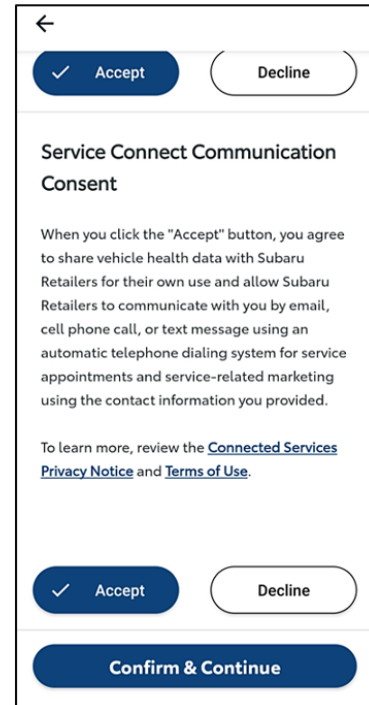 Accept Decline
Service Connect Communication
Consent
When you click the "Accept" button, you agree
to share vehicle health data with Subaru
Retailers for their own use and allow Subaru
Retailers to communicate with you by email,
cell phone call, or text message using an
automatic telephone dialing system for service
appointments and service-related marketing
using the contact information you provided.
To learn more, review the Connected Services
Privacy Notice and Terms of Use.
Accept Decline
Confirm & Continue